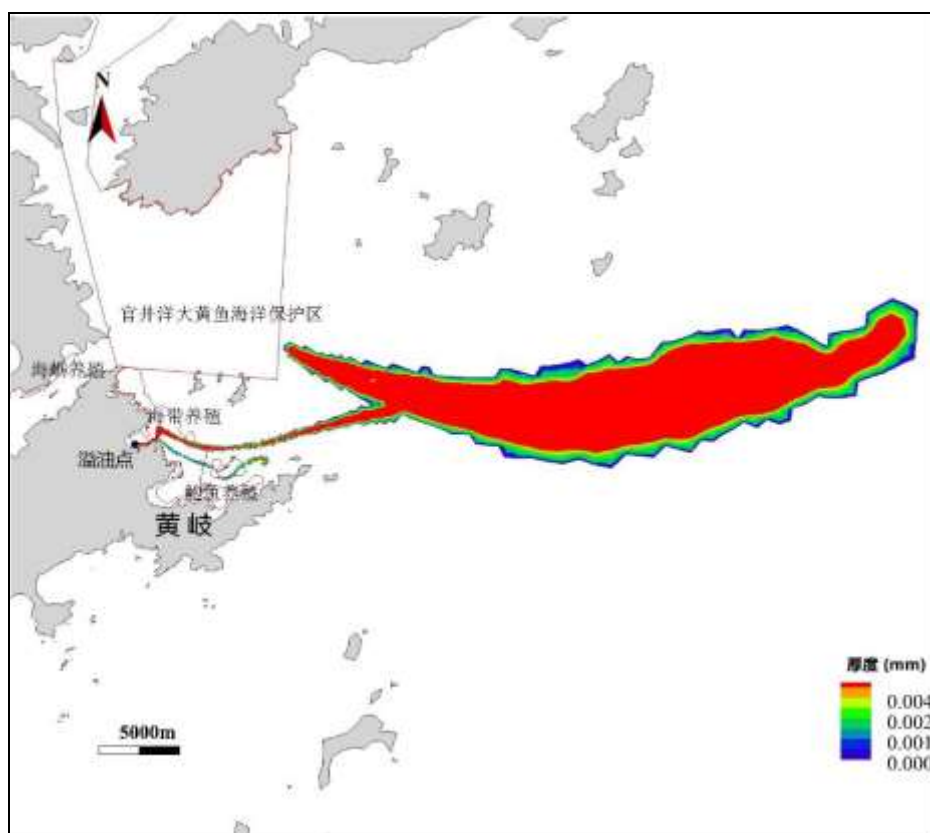 N
官井洋大黄鱼海洋保护区
海蛎养殖
海带养殖
溢油点
鲍鱼养殖
黄岐
厚度 (mm)
0.004
0.002
0.001
0.000
5000m